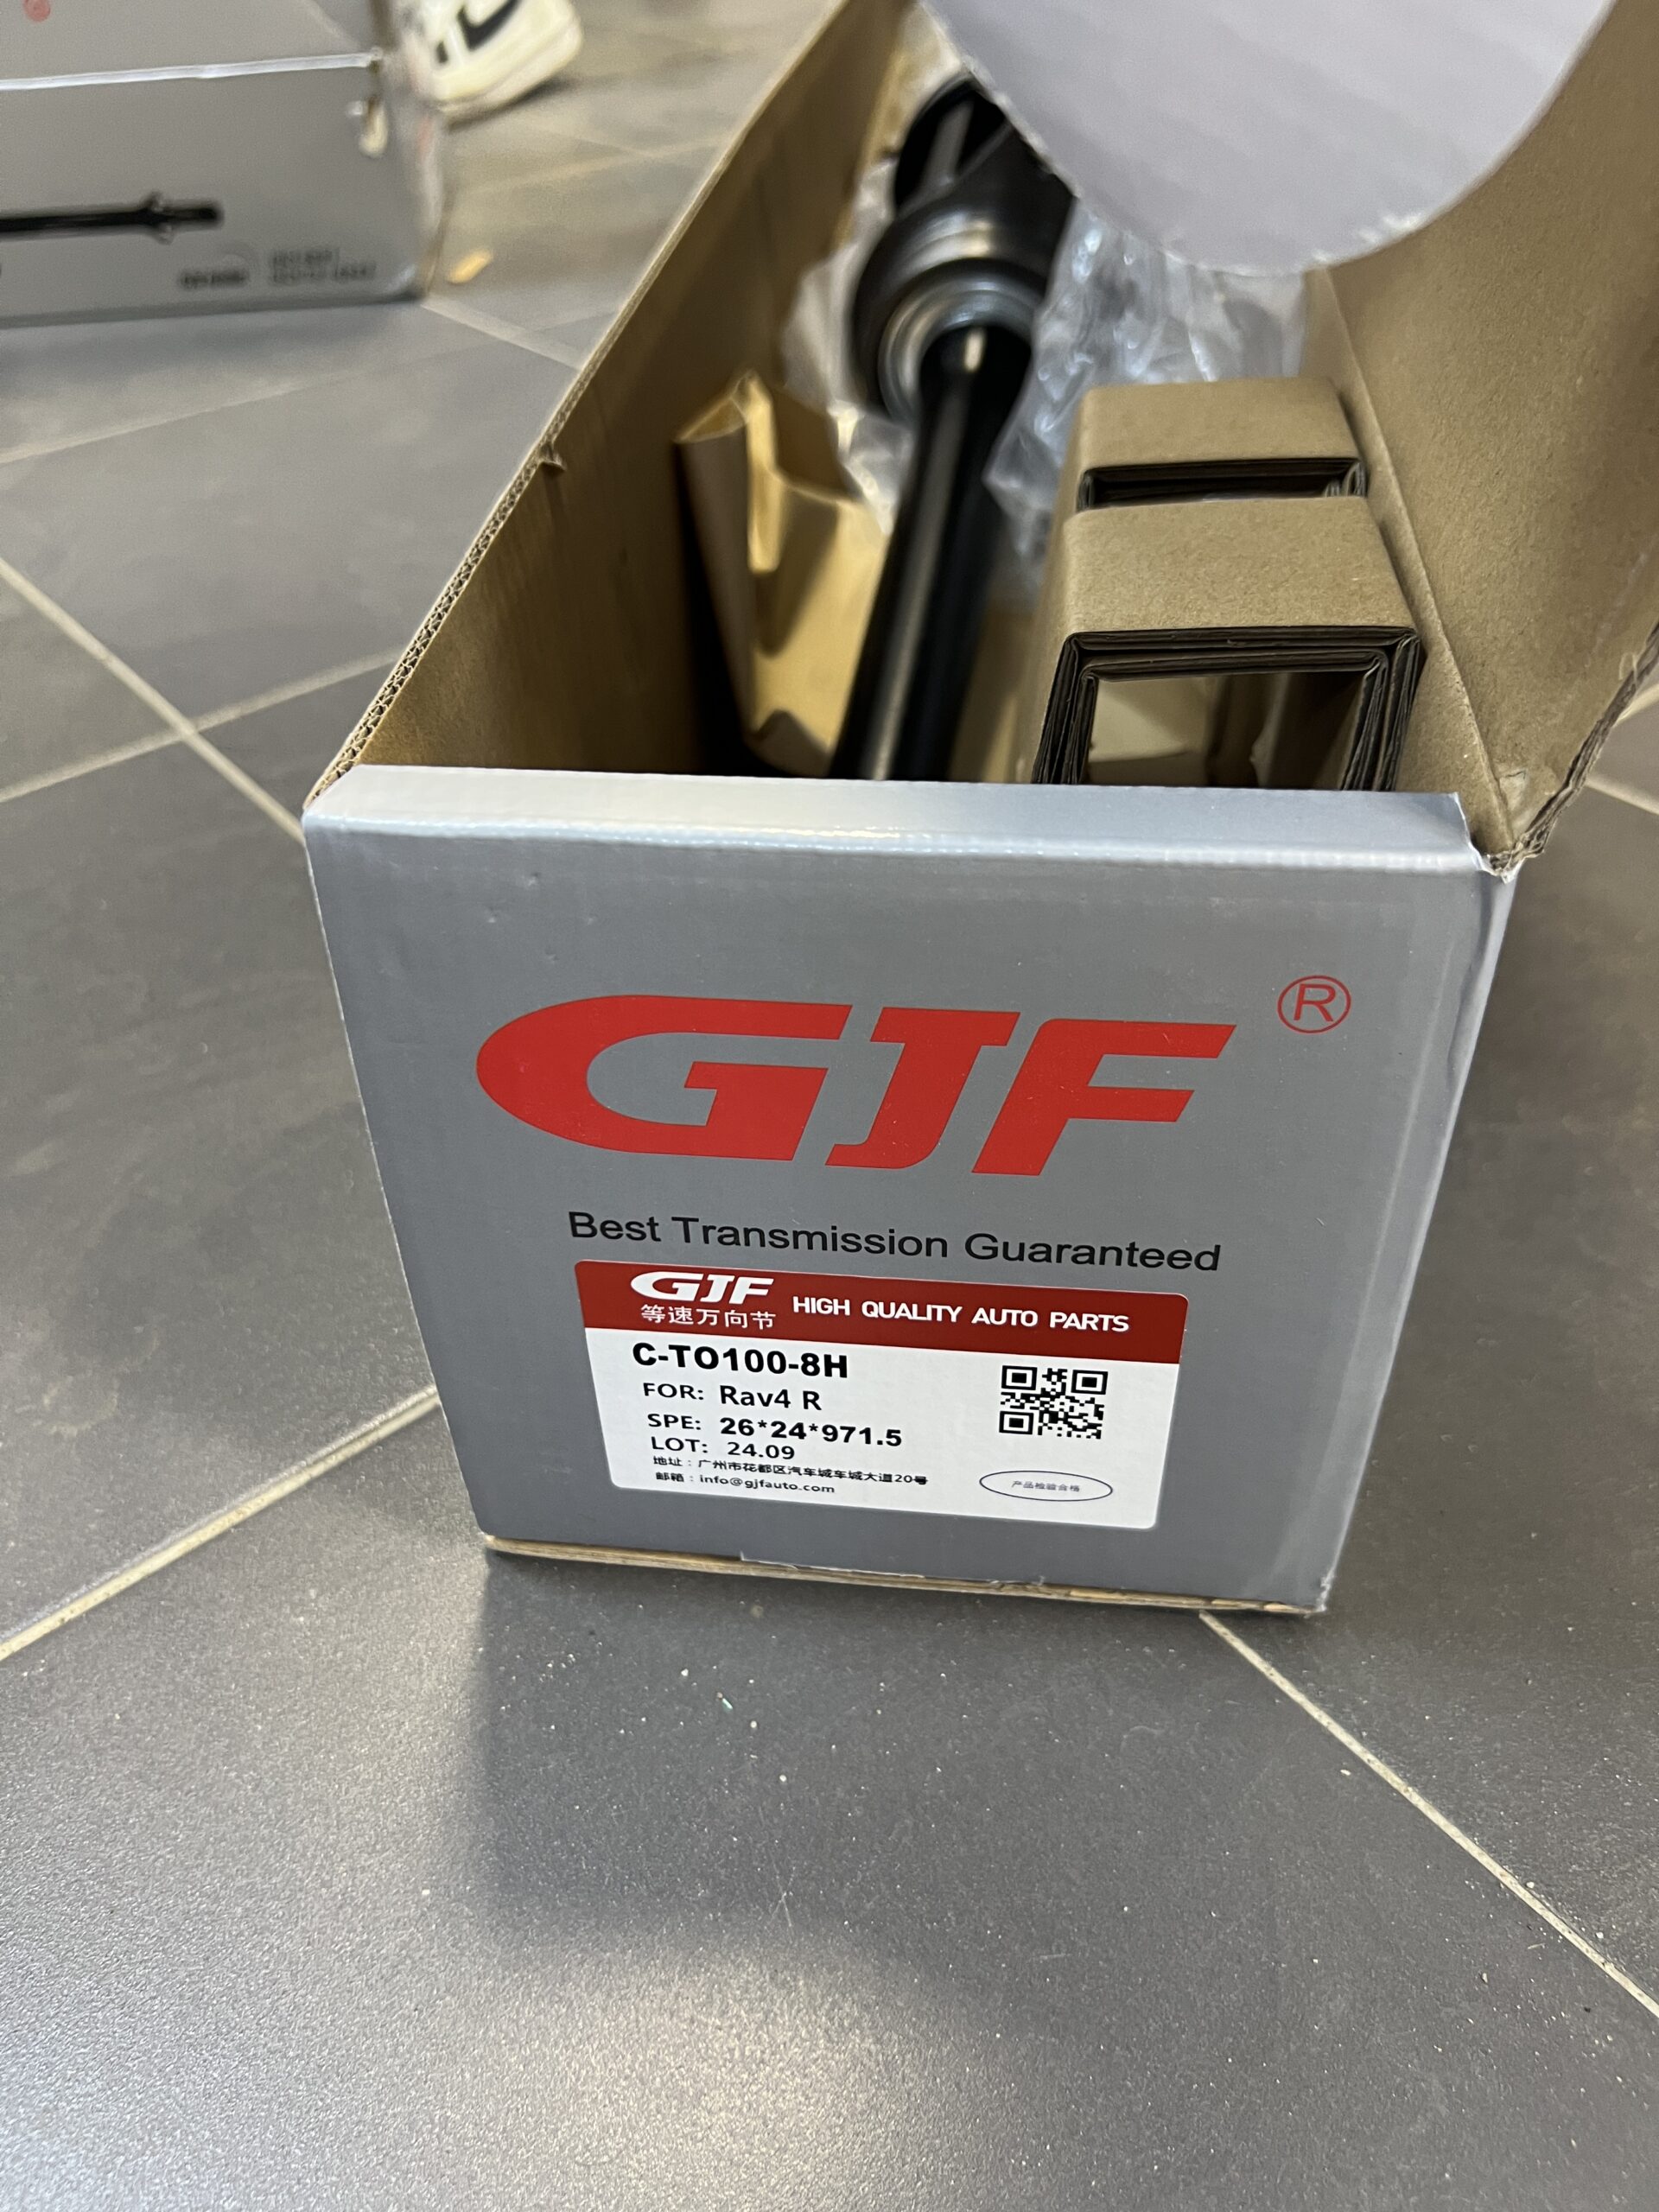 GJF ®
Best Transmission Guaranteed
GJF
等速万向节
HIGH QUALITY AUTO PARTS
C-TO100-8H
FOR: Rav4 R
SPE: 26*24*971.5
LOT: 24.09
地址：广州市花都区汽车城车城大道20号
邮箱：info@gjfauto.com
产品检验合格